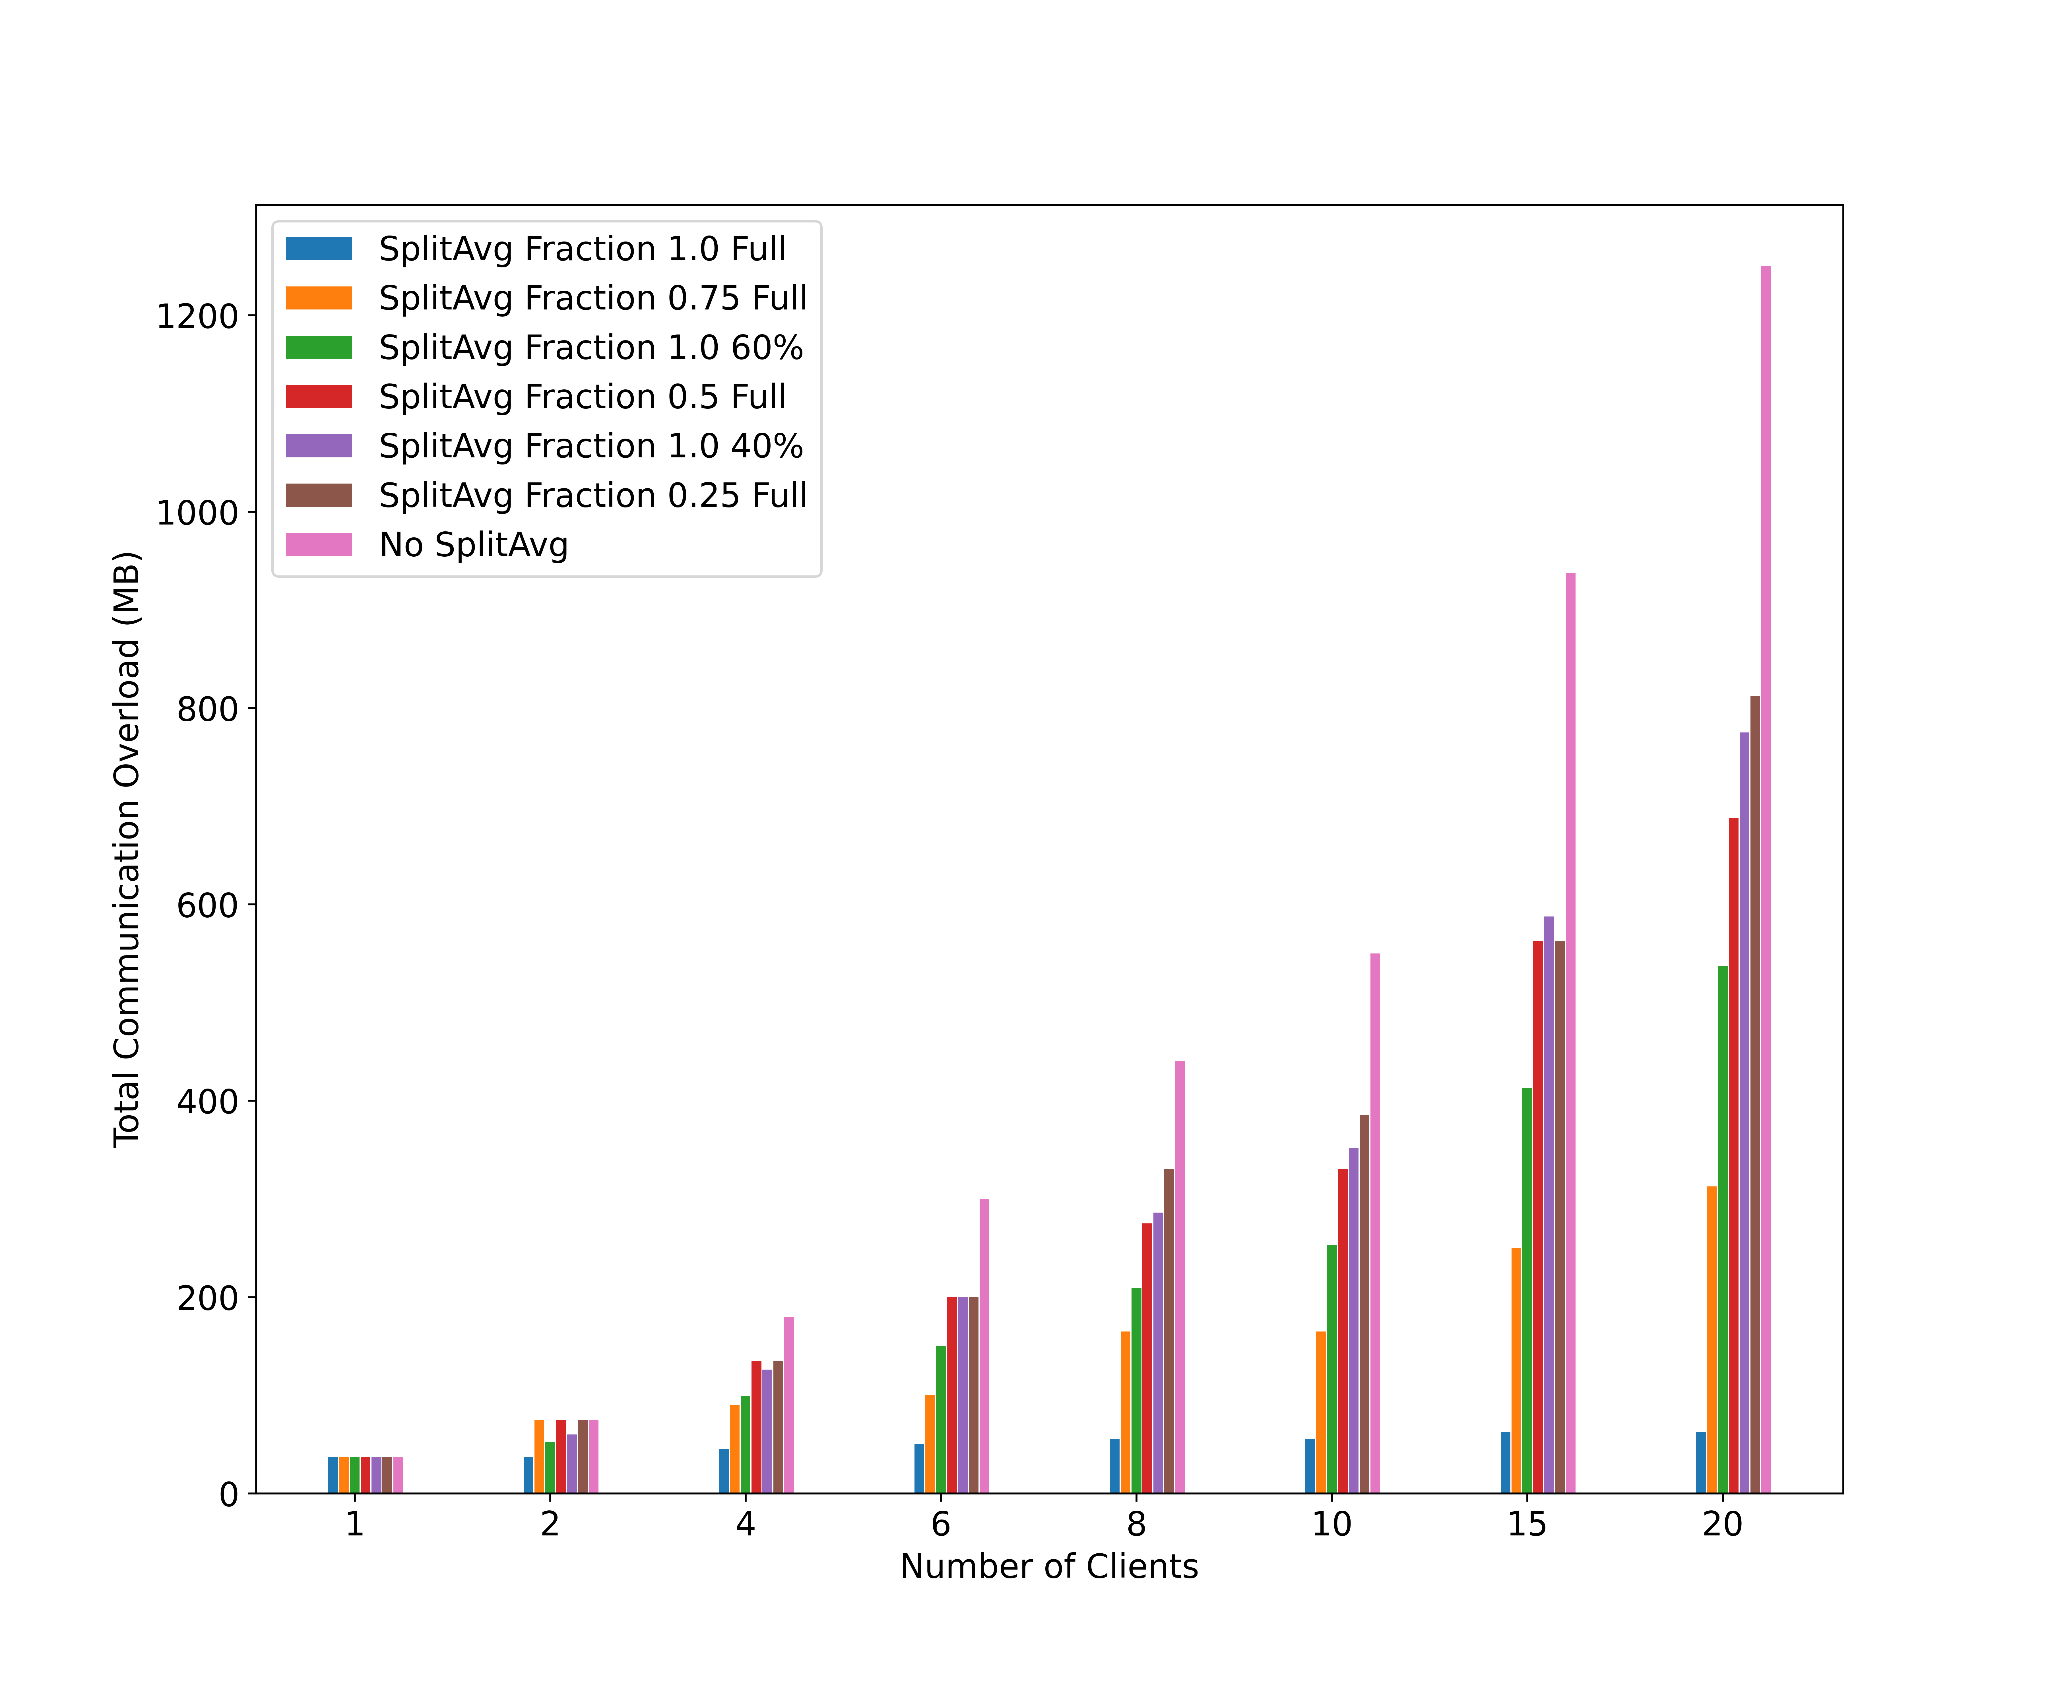 SplitAvg Fraction 1.0 Full
SplitAvg Fraction 0.75 Full
SplitAvg Fraction 1.0 60%
SplitAvg Fraction 0.5 Full
SplitAvg Fraction 1.0 40%
SplitAvg Fraction 0.25 Full
No SplitAvg
Total Communication Overload (MB)
1200
1000
800
600
400
200
0
1 2 4 6 8 10 15 20
Number of Clients